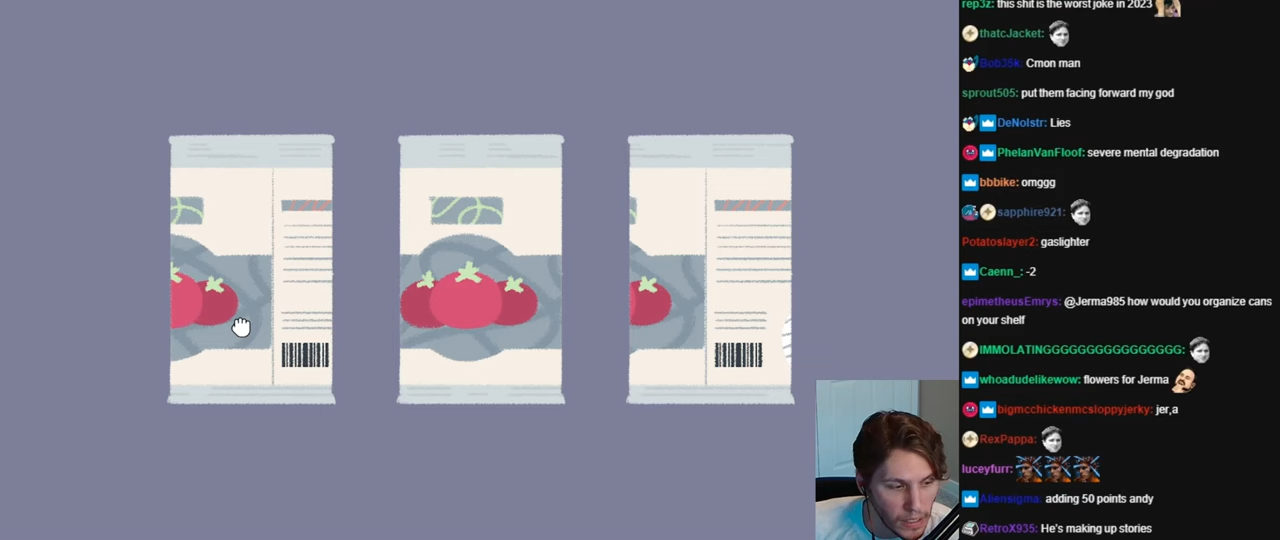 rep3z: this shit is the worst joke in 2023
thatcJacket:
Bob35k: Cmon man
sprout505: put them facing forward my god
DeNolstr: Lies
PhelanVanFloof: severe mental degradation
bbbike: omggg
sapphire921:
Potatoslayer2: gaslighter
Caenn_: -2
epimetheusEmrys: @Jerma985 how would you organize cans
on your shelf
IMMOLATINGGGGGGGGGGGGGGGG:
whoadudelikewow: flowers for Jerma
bigmcchickenmcsloppyjerky: jer,a
RexPappa:
luceyfurr:
Aliensigma: adding 50 points andy
RetroX935: He's making up stories